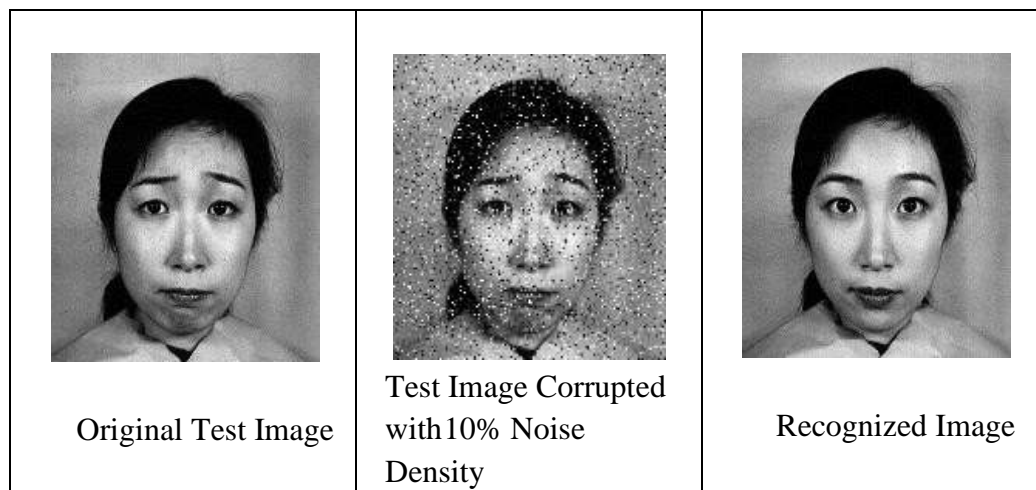 Original Test Image
Test Image Corrupted
with10% Noise
Density
Recognized Image